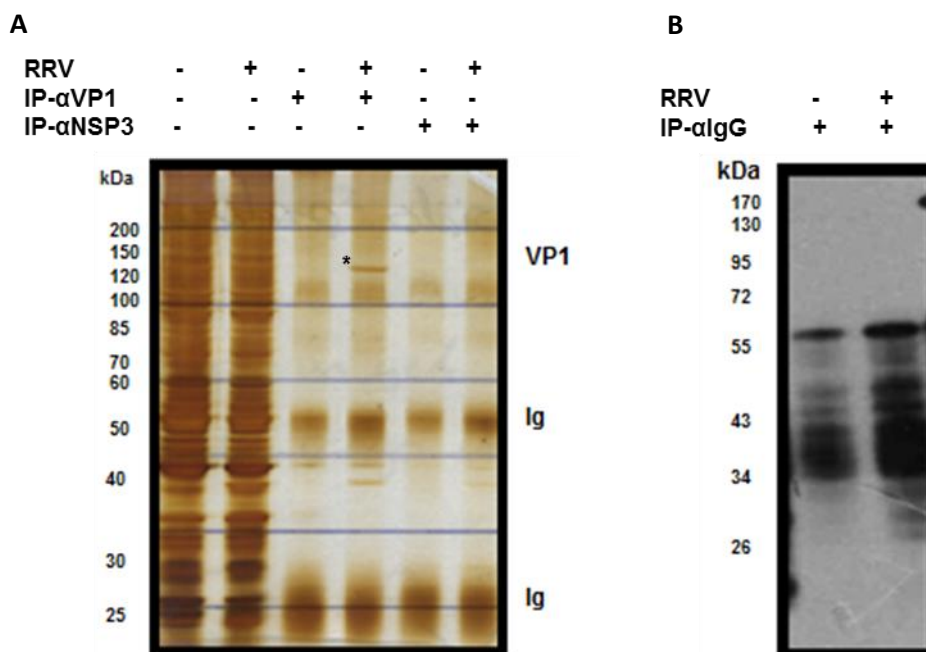 A
RRV - + - + - +
IP-αVP1 - - + + - -
IP-αNSP3 - - - - + +
kDa
200
150
120
100
85
70
60
50
40
30
25
*
VP1
Ig
Ig
B
RRV - +
IP-αIgG + +
kDa
170
130
95
72
55
43
34
26